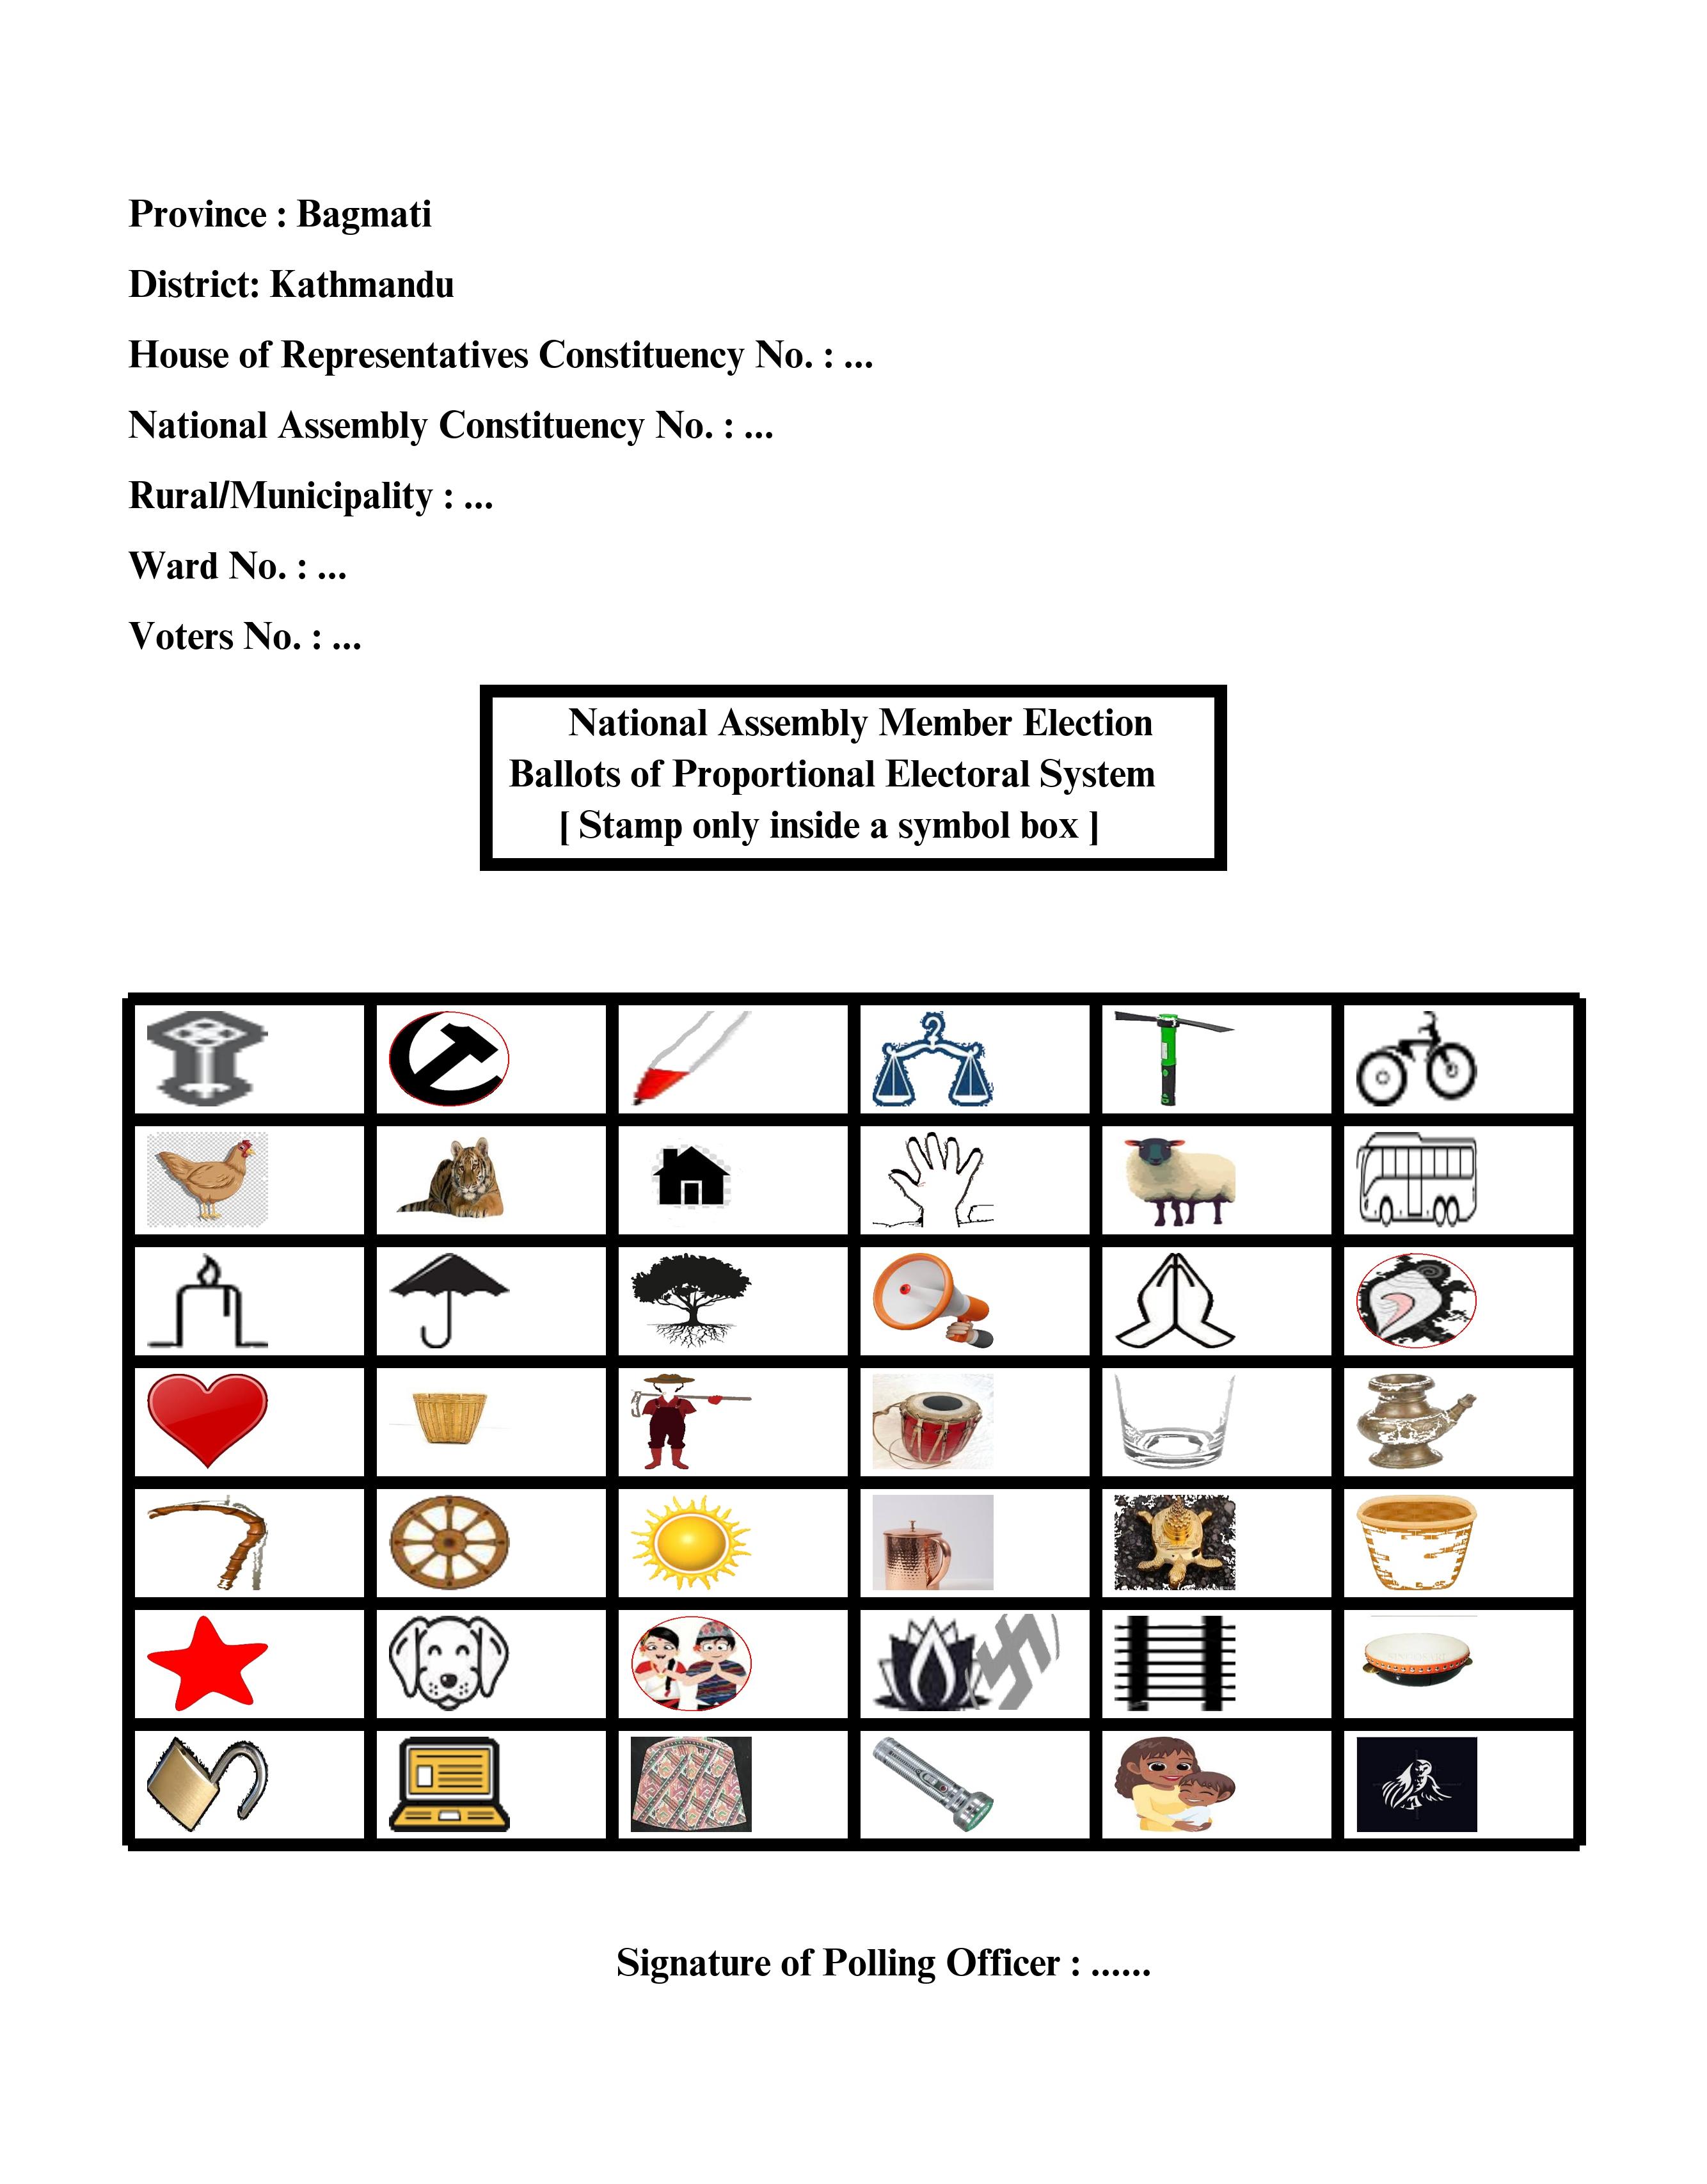 Province : Bagmati
District: Kathmandu
House of Representatives Constituency No. : ...
National Assembly Constituency No. : ...
Rural/Municipality : ...
Ward No. : ...
Voters No. : ...
National Assembly Member Election
Ballots of Proportional Electoral System
[ Stamp only inside a symbol box ]
Signature of Polling Officer : ......